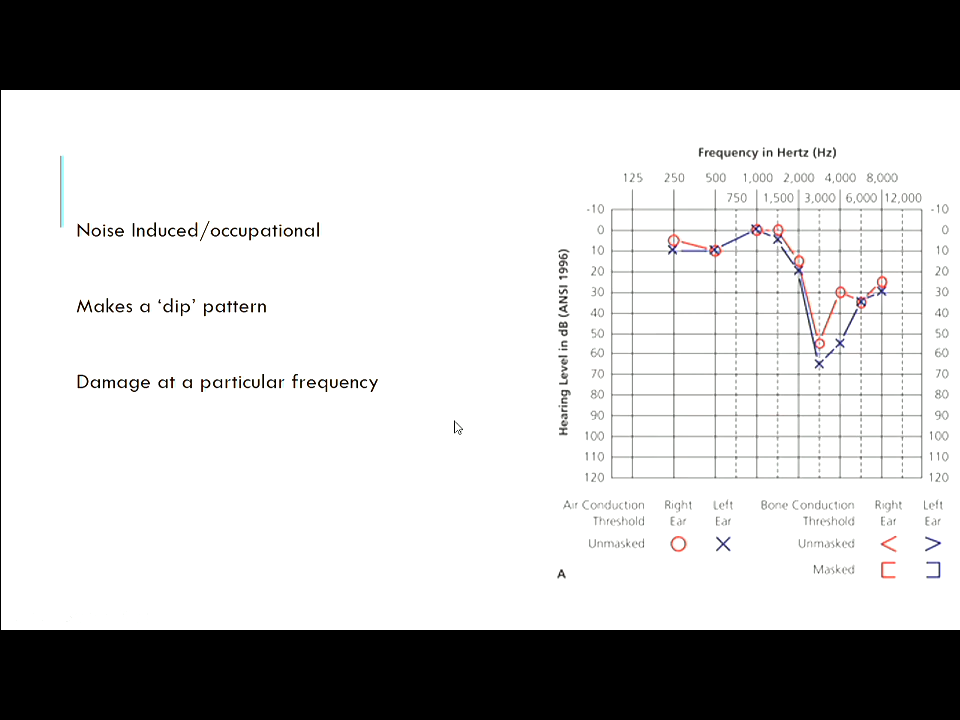 Noise Induced/occupational
Makes a ‘dip’ pattern
Damage at a particular frequency
Frequency in Hertz (Hz)
125 250 500 1,000 2,000 4,000 8,000
750 1,500 3,000 6,000 12,000
Hearing Level in dB (ANSI 1996)
-10 -10
0 0
10 10
20 20
30 30
40 40
50 50
60 60
70 70
80 80
90 90
100 100
110 110
120 120
Air Conduction Right Left Bone Conduction Right Left
Threshold Ear Ear Threshold Ear Ear
Unmasked Unmasked
Masked
A